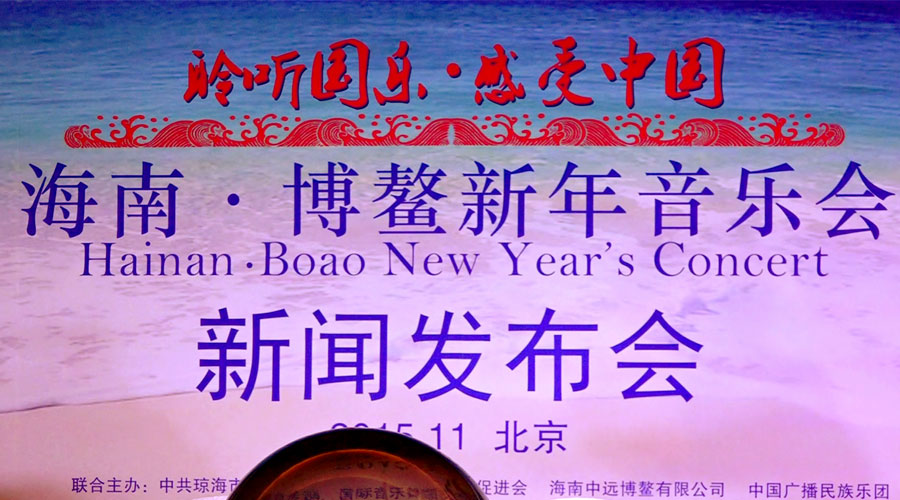 聆听国乐·感受中国
海南·博鳌新年音乐会
Hainan·Boao New Year's Concert
新闻发布会
2015.11 北京
联合主办：中共琼海市 促进会 海南中远博鳌有限公司 中国广播民族乐团